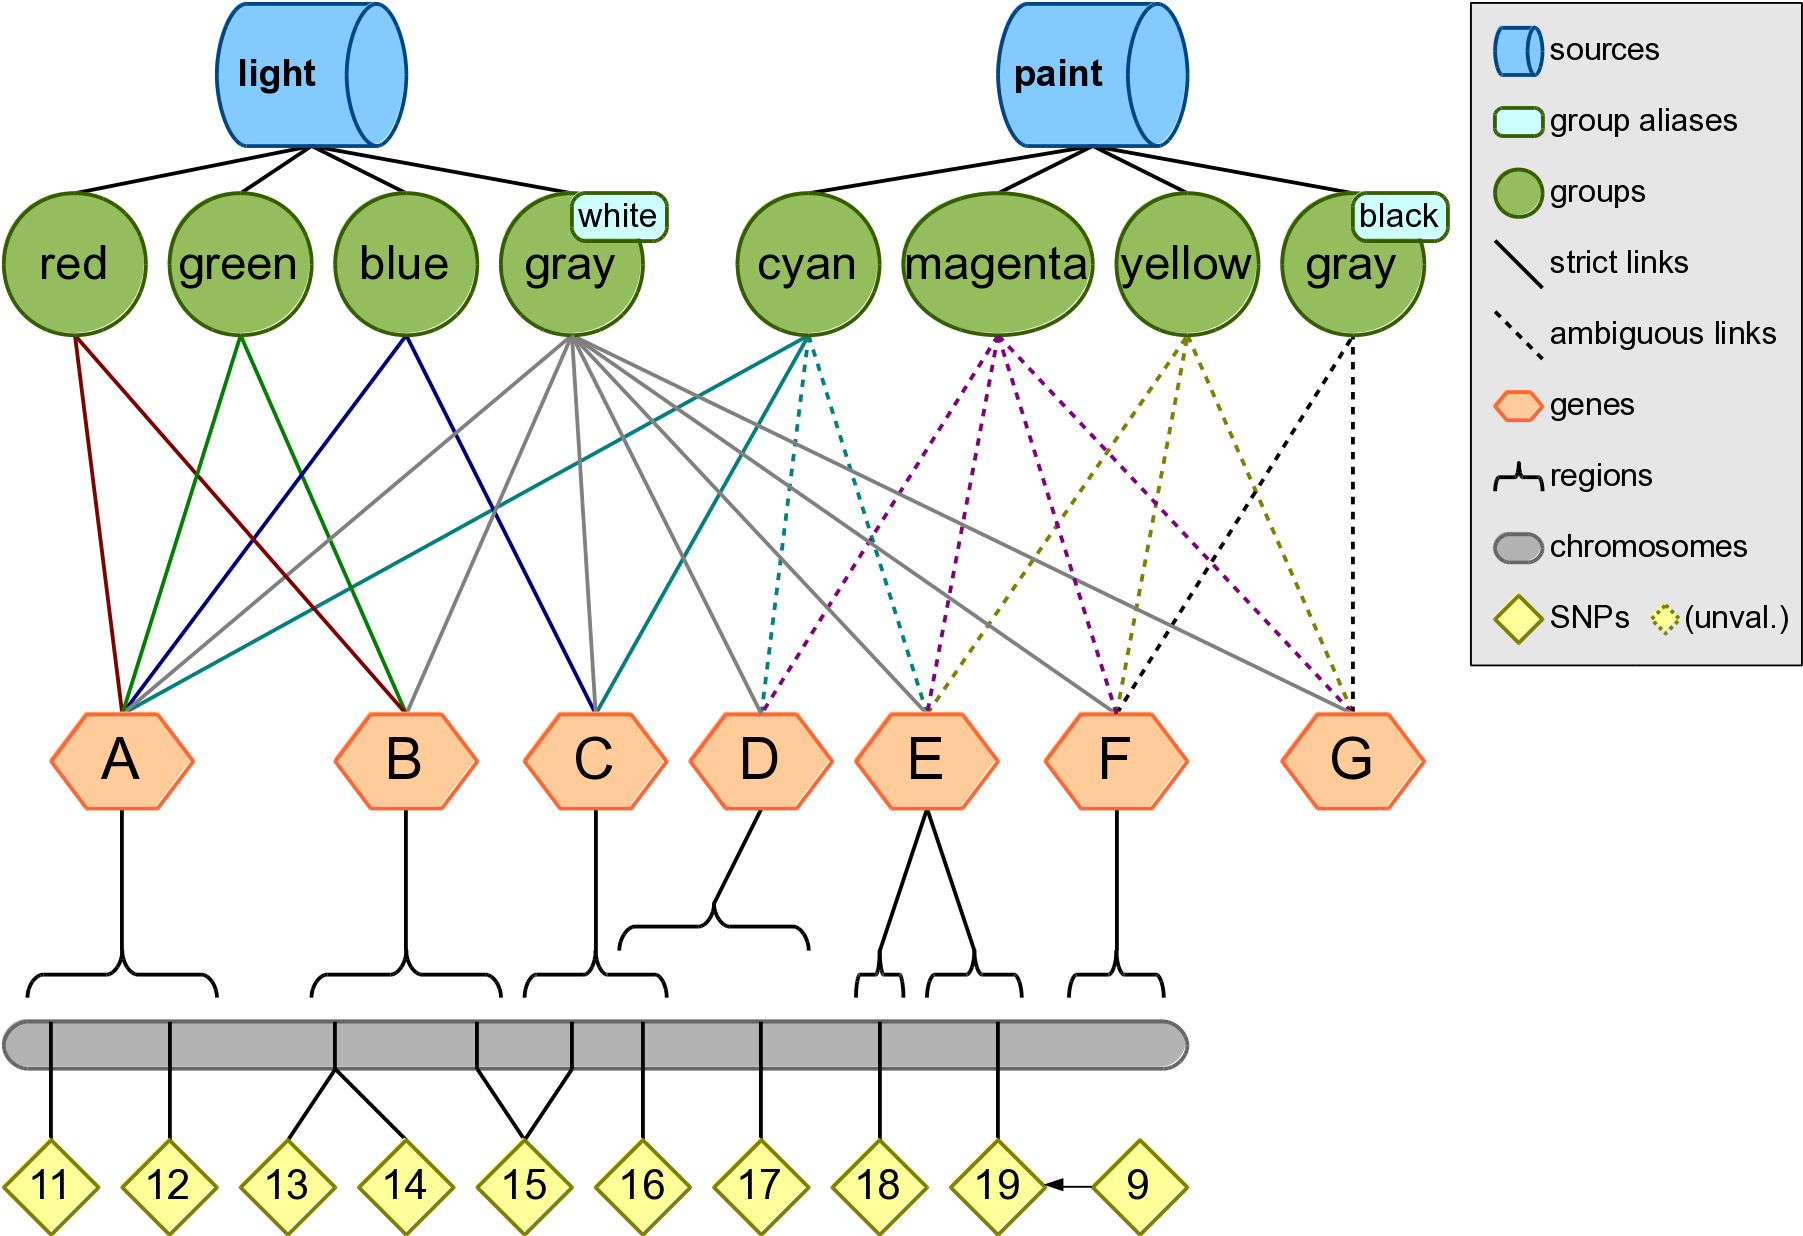 light
paint
sources
group aliases
groups
strict links
ambiguous links
genes
regions
chromosomes
SNPs (unval.)
white
black
red green blue gray cyan magenta yellow gray
A B C D E F G
11 12 13 14 15 16 17 18 19 9